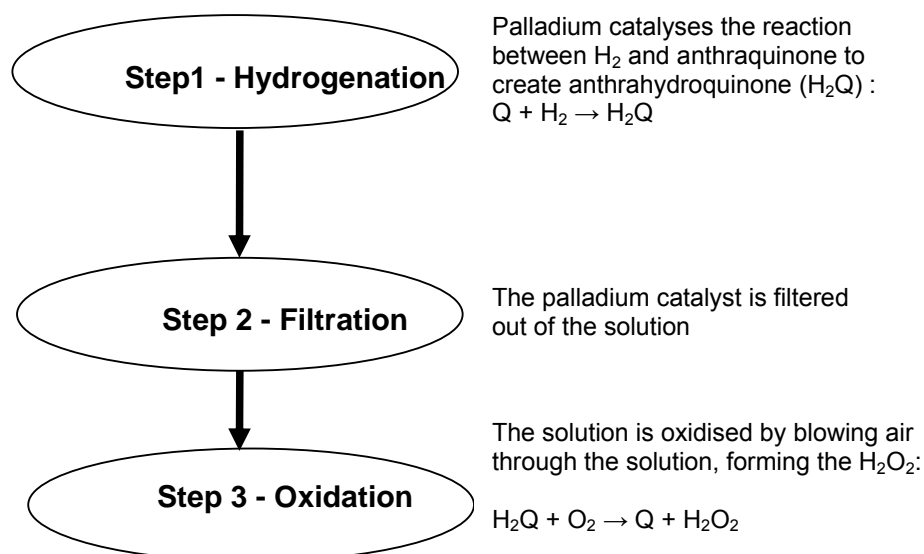 Palladium catalyses the reaction
between H₂ and anthraquinone to
create anthrahydroquinone (H₂Q) :
Q + H₂ → H₂Q
Step1 - Hydrogenation
The palladium catalyst is filtered
out of the solution
Step 2 - Filtration
The solution is oxidised by blowing air
through the solution, forming the H₂O₂:
H₂Q + O₂ → Q + H₂O₂
Step 3 - Oxidation